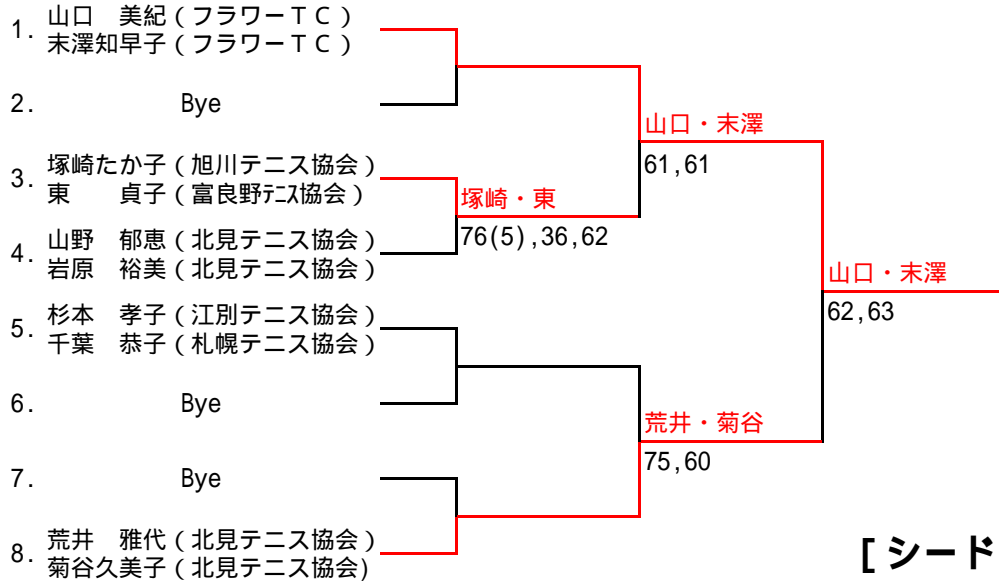 1. 山口　美紀(フラワーＴＣ)
末澤知早子(フラワーＴＣ)
2. Bye
3. 塚崎たか子(旭川テニス協会)
東　　貞子(富良野ﾃﾆｽ協会)
4. 山野　郁恵(北見テニス協会)
岩原　裕美(北見テニス協会)
5. 杉本　孝子(江別テニス協会)
千葉　恭子(札幌テニス協会)
6. Bye
7. Bye
8. 荒井　雅代(北見テニス協会)
菊谷久美子(北見テニス協会)
塚崎・東
76(5),36,62
山口・末澤
61,61
荒井・菊谷
75,60
山口・末澤
62,63
[シード